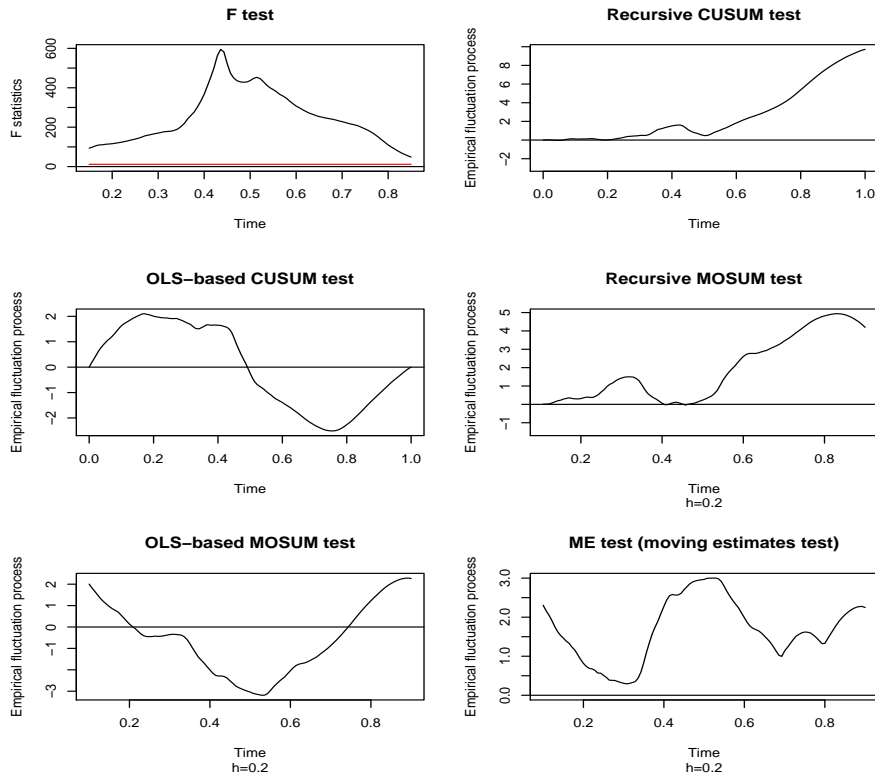 F test
F statistics
0 200 400 600
0.2 0.3 0.4 0.5 0.6 0.7 0.8
Time
Recursive CUSUM test
Empirical fluctuation process
−2 2 4 6 8
0.0 0.2 0.4 0.6 0.8 1.0
Time
OLS−based CUSUM test
Empirical fluctuation process
−2 −1 0 1 2
0.0 0.2 0.4 0.6 0.8 1.0
Time
Recursive MOSUM test
Empirical fluctuation process
−1 1 2 3 4 5
0.2 0.4 0.6 0.8
Time
h=0.2
OLS−based MOSUM test
Empirical fluctuation process
−3 −1 0 1 2
0.2 0.4 0.6 0.8
Time
h=0.2
ME test (moving estimates test)
Empirical fluctuation process
0.0 1.0 2.0 3.0
0.2 0.4 0.6 0.8
Time
h=0.2